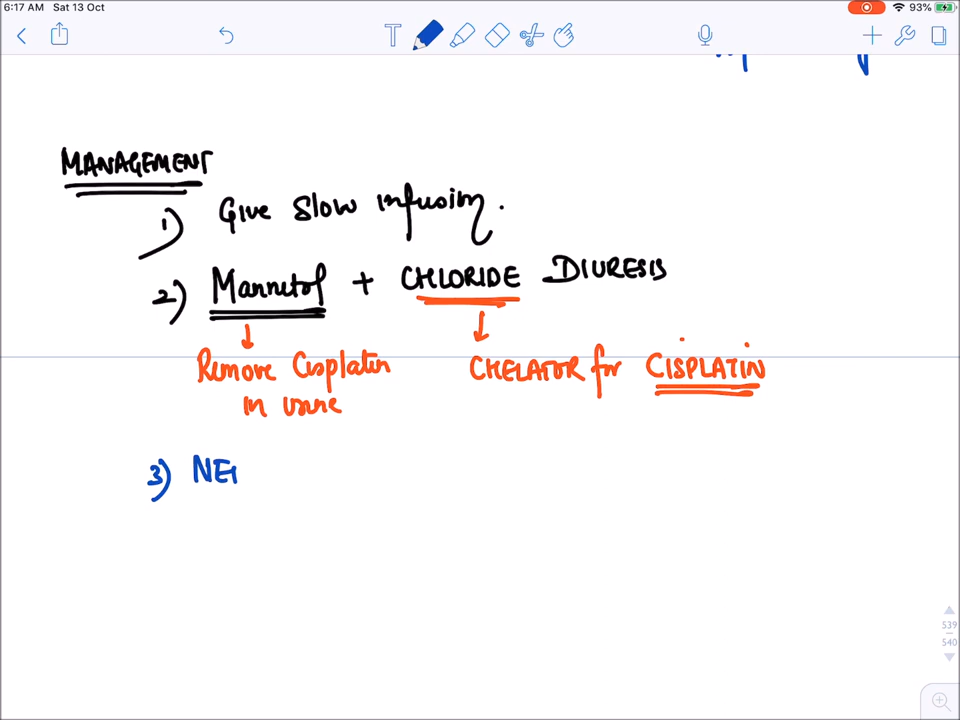 6:17 AM Sat 13 Oct 93%
MANAGEMENT
1) Give Slow infusion.
2) Mannitol + CHLORIDE DIURESIS
Remove Cisplatin CHELATOR for CISPLATIN
in urine
3) NEP
539
540